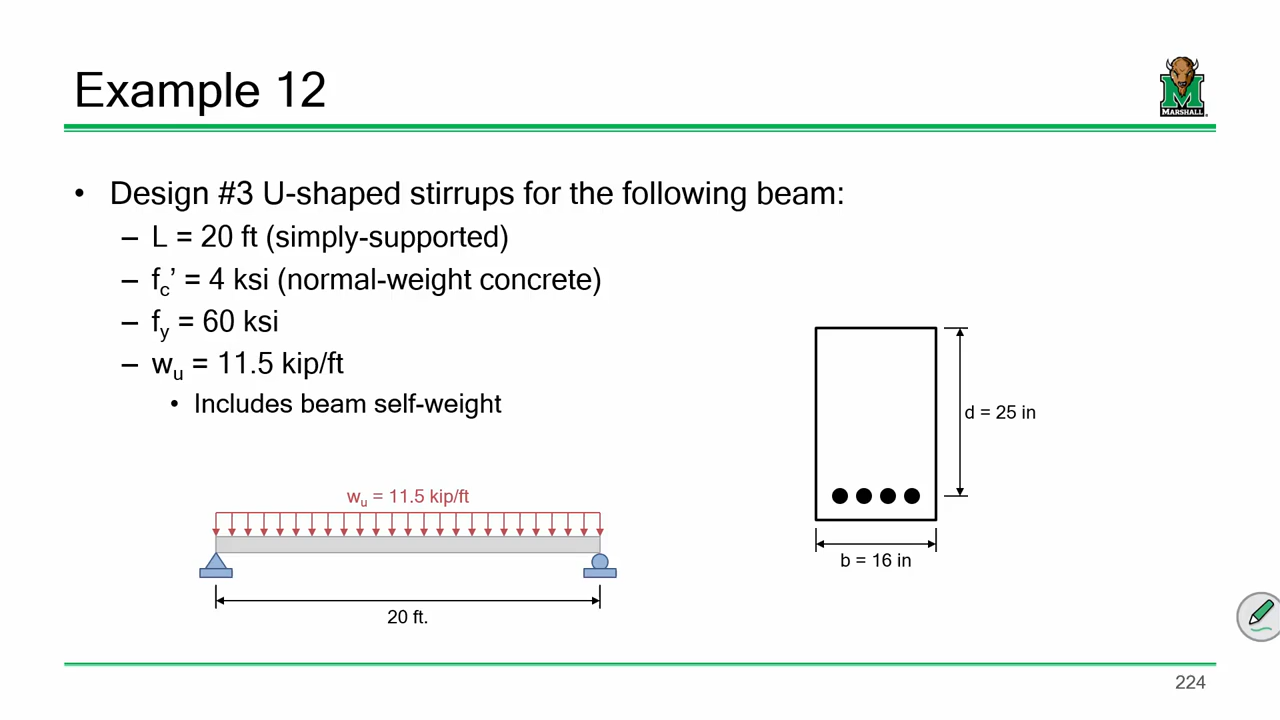 Example 12
MARSHALL
• Design #3 U-shaped stirrups for the following beam:
– L = 20 ft (simply-supported)
– fc’ = 4 ksi (normal-weight concrete)
– fy = 60 ksi
– wu = 11.5 kip/ft
• Includes beam self-weight
d = 25 in
wu = 11.5 kip/ft
b = 16 in
20 ft.
224